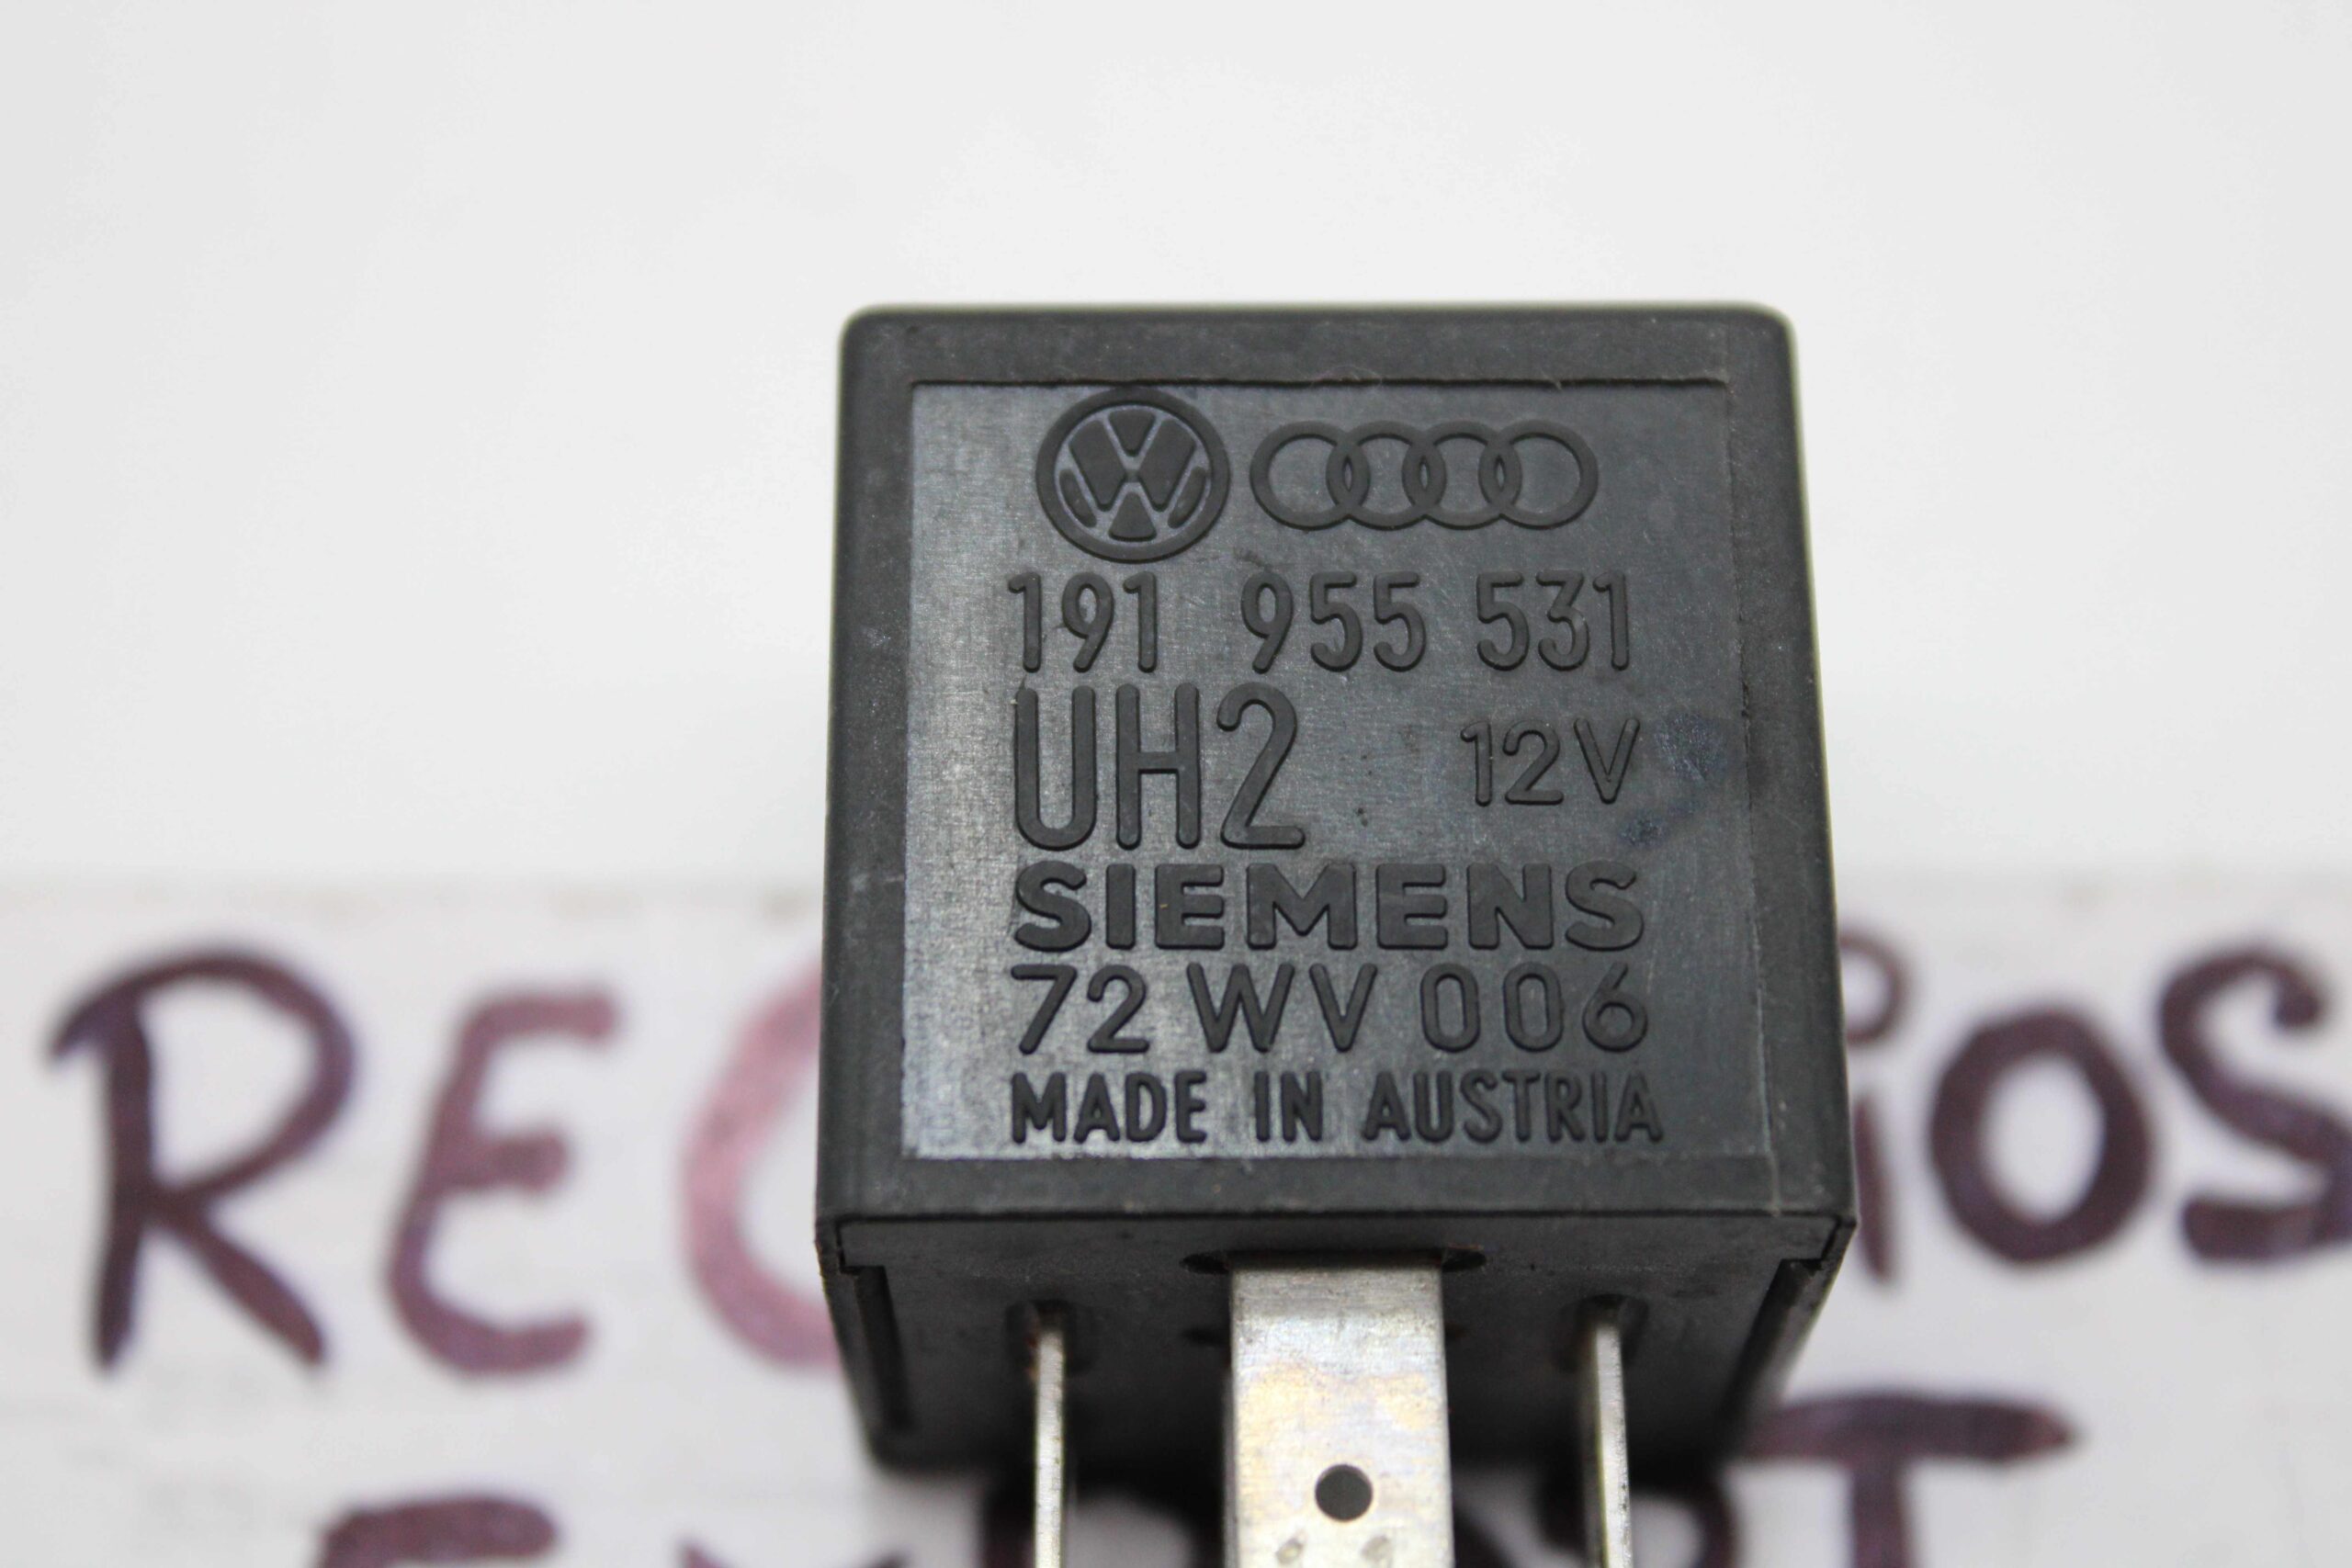 191 955 531
UH2 12V
SIEMENS
72 WV 006
MADE IN AUSTRIA